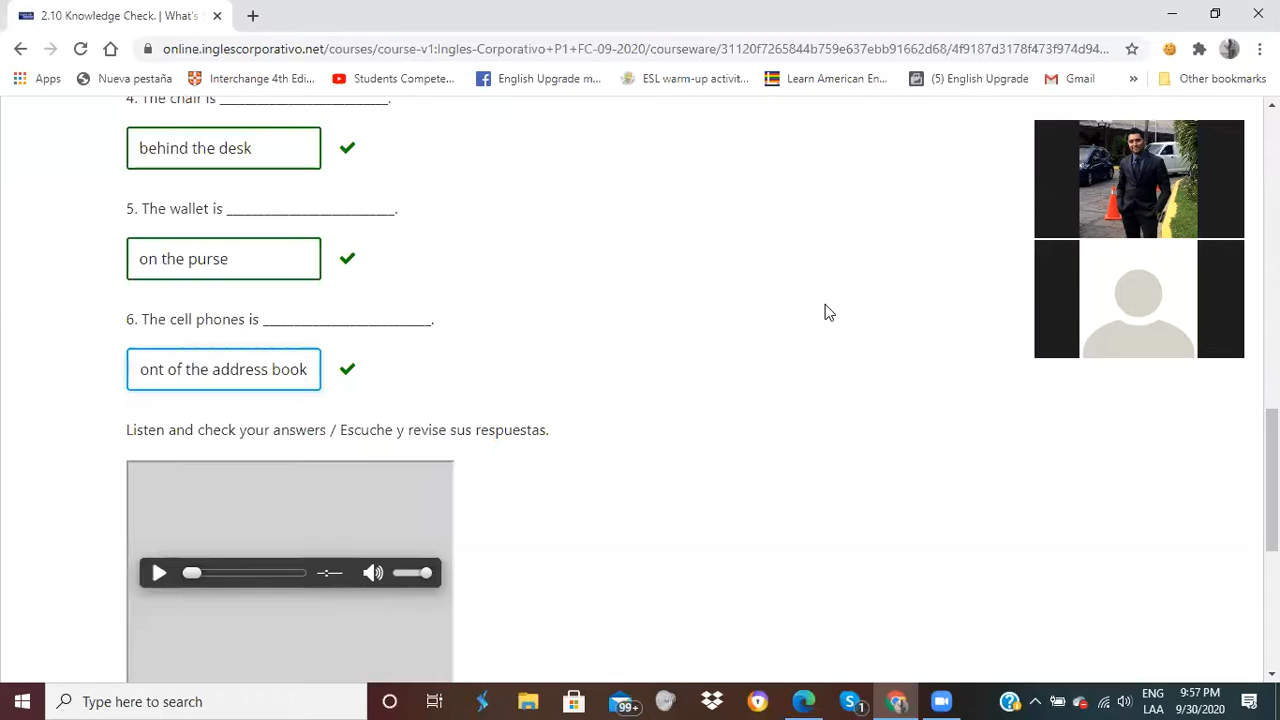 2.10 Knowledge Check. | What's
online.inglescorporativo.net/courses/course-v1:Ingles-Corporativo+P1+FC-09-2020/courseware/31120f7265844b759e637ebb91662d68/4f9187d3178f473f974d94...
Apps
Nueva pestaña
Interchange 4th Edi...
Students Compete...
English Upgrade m...
ESL warm-up activit...
Learn American En...
(5) English Upgrade
Gmail
»
Other bookmarks
4. The chair is _________________________.
behind the desk
5. The wallet is _________________________.
on the purse
6. The cell phones is _________________________.
ont of the address book
Listen and check your answers / Escuche y revise sus respuestas.
-:--
Type here to search
99+
1
ENG
LAA
9:57 PM
9/30/2020